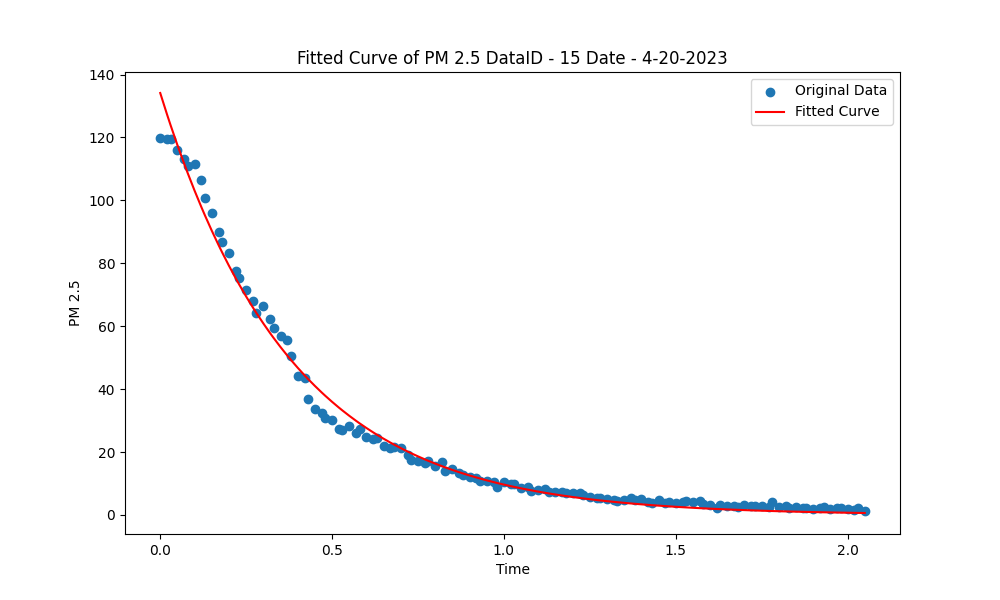 Fitted Curve of PM 2.5 DataID - 15 Date - 4-20-2023
Original Data
Fitted Curve
140
120
100
80
60
40
20
0
PM 2.5
0.0 0.5 1.0 1.5 2.0
Time